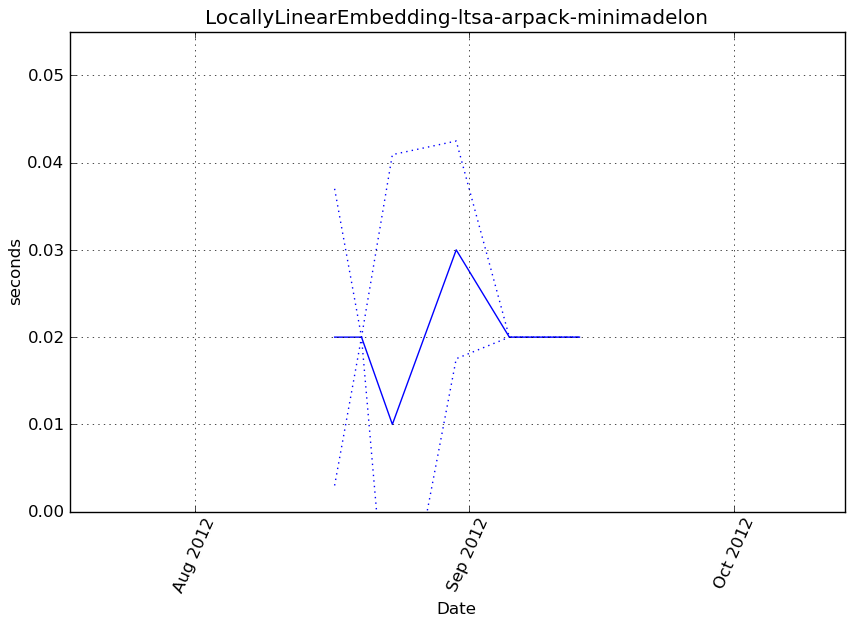 LocallyLinearEmbedding-ltsa-arpack-minimadelon
0.05
0.04
0.03
0.02
0.01
0.00
seconds
Aug 2012
Sep 2012
Oct 2012
Date